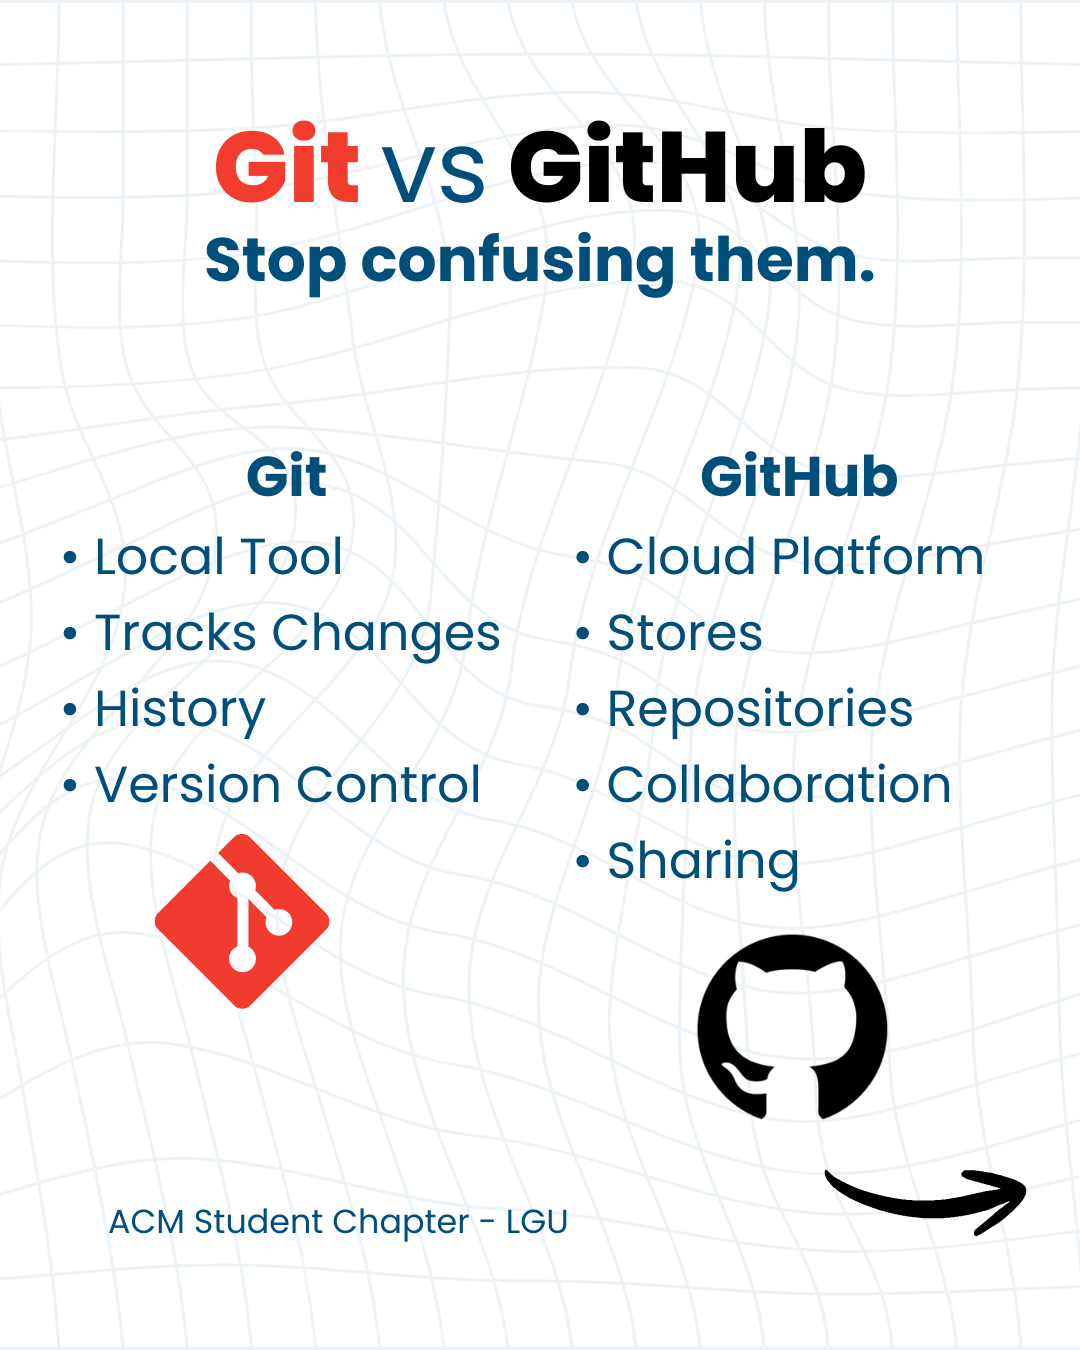 Git vs GitHub
Stop confusing them.
Git
• Local Tool
• Tracks Changes
• History
• Version Control
GitHub
• Cloud Platform
• Stores
• Repositories
• Collaboration
• Sharing
ACM Student Chapter - LGU